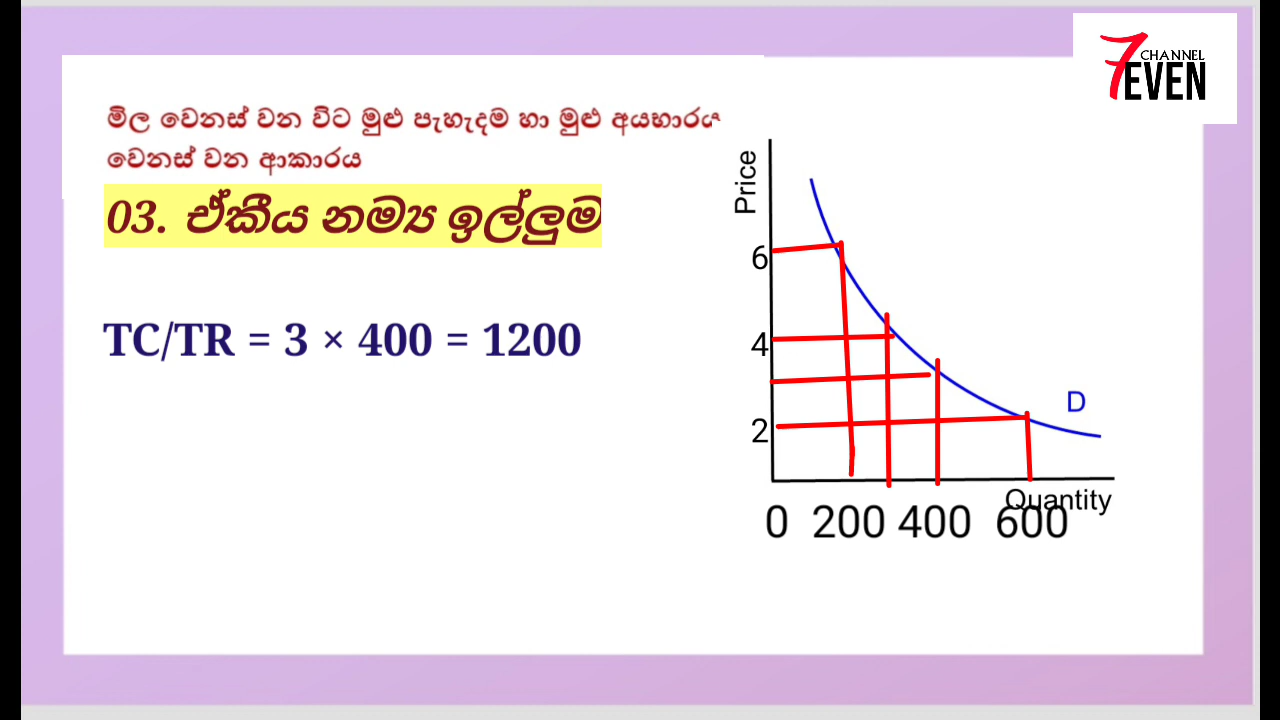 7 CHANNEL
EVEN
මිල වෙනස් වන විට මුළු පැහැදම හා මුළු අයභාරය
වෙනස් වන ආකාරය
03. ඒකීය නම්‍ය ඉල්ලුම
TC/TR = 3 × 400 = 1200
Price
6
4
2
D
Quantity
0 200 400 600